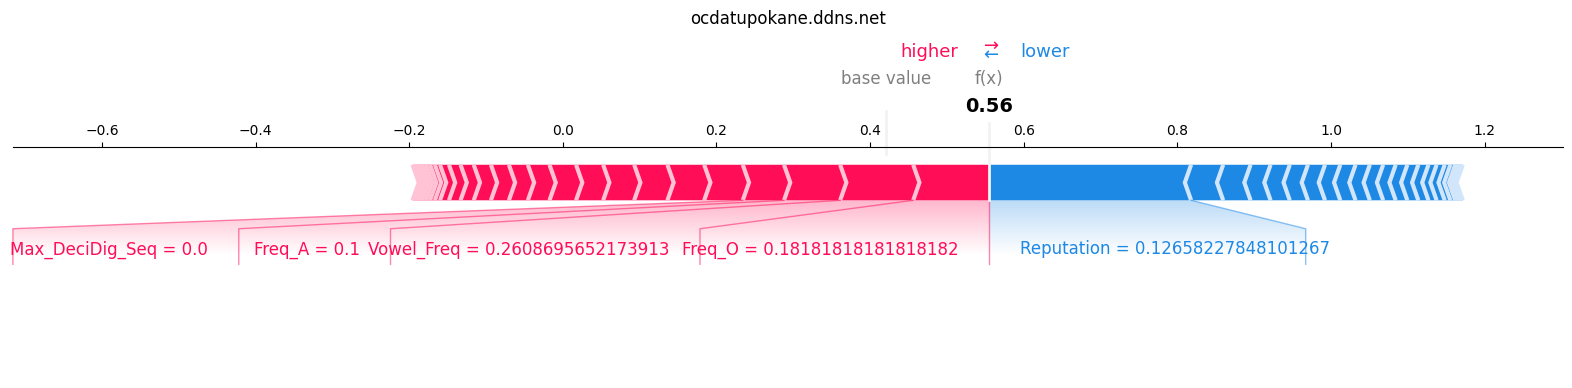 ocdatupokane.ddns.net
higher ⇄ lower
base value f(x)
0.56
−0.6 −0.4 −0.2 0.0 0.2 0.4 0.6 0.8 1.0 1.2
Max_DeciDig_Seq = 0.0 Freq_A = 0.1 Vowel_Freq = 0.2608695652173913 Freq_O = 0.18181818181818182 Reputation = 0.12658227848101267